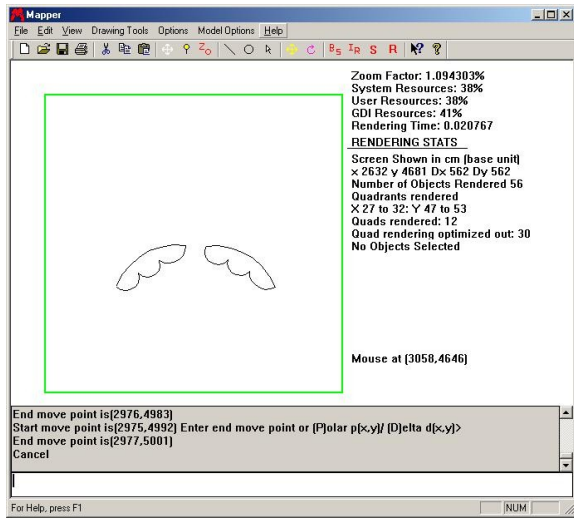 Mapper
File Edit View Drawing Tools Options Model Options Help
Zoom Factor: 1.094303%
System Resources: 38%
User Resources: 38%
GDI Resources: 41%
Rendering Time: 0.020767
RENDERING STATS
Screen Shown in cm (base unit)
x 2632 y 4681 Dx 562 Dy 562
Number of Objects Rendered 56
Quadrants rendered
X 27 to 32: Y 47 to 53
Quads rendered: 12
Quad rendering optimized out: 30
No Objects Selected
Mouse at (3058,4646)
End move point is(2976,4983)
Start move point is(2975,4992) Enter end move point or (P)olar p(x,y)/ (D)elta d(x,y)>
End move point is(2977,5001)
Cancel
For Help, press F1
NUM